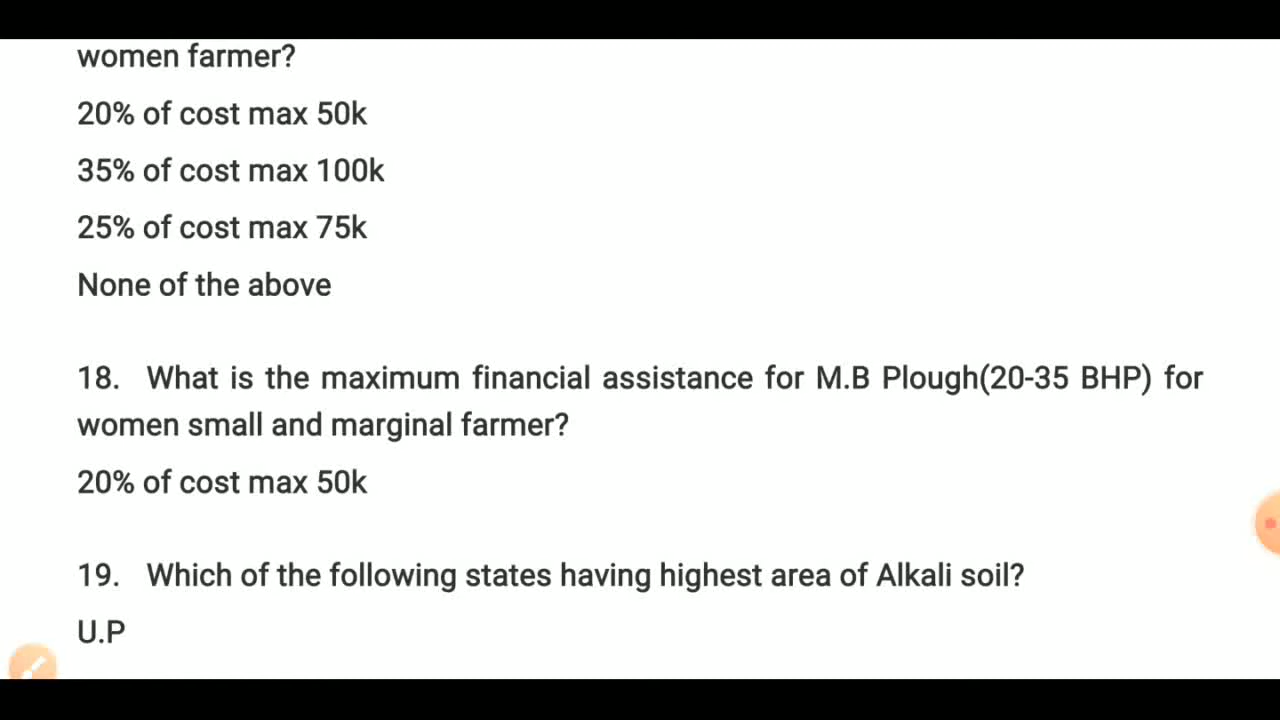 women farmer?
20% of cost max 50k
35% of cost max 100k
25% of cost max 75k
None of the above
18. What is the maximum financial assistance for M.B Plough(20-35 BHP) for
women small and marginal farmer?
20% of cost max 50k
19. Which of the following states having highest area of Alkali soil?
U.P